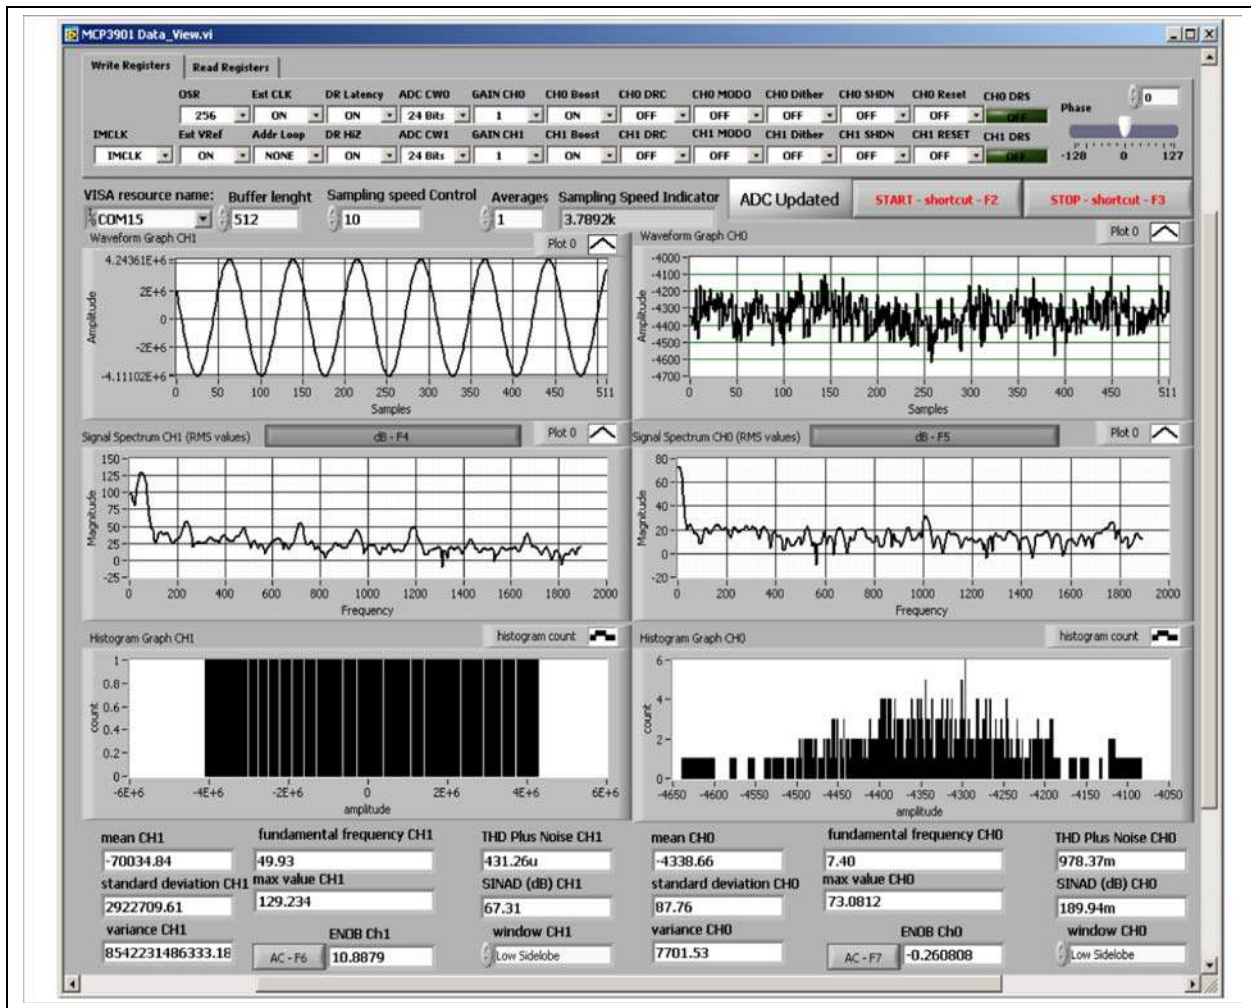 MCP3901 Data_View.vi
Write Registers Read Registers
OSR Ext CLK DR Latency ADC CW0 GAIN CH0 CH0 Boost CH0 DRC CH0 MODO CH0 Dither CH0 SHDN CH0 Reset CH0 DRS
256 ON ON 24 Bits 1 ON OFF OFF OFF OFF OFF OFF
Phase 0
IMCLK Ext VRef Addr Loop DR HiZ ADC CW1 GAIN CH1 CH1 Boost CH1 DRC CH1 MODO CH1 Dither CH1 SHDN CH1 RESET CH1 DRS
IMCLK ON NONE ON 24 Bits 1 ON OFF OFF OFF OFF OFF OFF
-128 0 127
VISA resource name: Buffer lenght Sampling speed Control Averages Sampling Speed Indicator
COM15 512 10 1 3.7892k
ADC Updated START - shortcut - F2 STOP - shortcut - F3
Waveform Graph CH1 Plot 0
4.24361E+6
2E+6
0
-2E+6
-4.11102E+6
Amplitude
0 50 100 150 200 250 300 350 400 450 511
Samples
Waveform Graph CH0 Plot 0
-4000
-4100
-4200
-4300
-4400
-4500
-4600
-4700
Amplitude
0 50 100 150 200 250 300 350 400 450 511
Samples
Signal Spectrum CH1 (RMS values) dB - F4 Plot 0
150
125
100
75
50
25
0
-25
Magnitude
0 200 400 600 800 1000 1200 1400 1600 1800 2000
Frequency
Signal Spectrum CH0 (RMS values) dB - F5 Plot 0
80
60
40
20
0
-20
Magnitude
0 200 400 600 800 1000 1200 1400 1600 1800 2000
Frequency
Histogram Graph CH1 histogram count
1
0.8
0.6
0.4
0.2
0
count
-6E+6 -4E+6 -2E+6 0 2E+6 4E+6 6E+6
amplitude
Histogram Graph CH0 histogram count
6
4
2
0
count
-4650 -4600 -4550 -4500 -4450 -4400 -4350 -4300 -4250 -4200 -4150 -4100 -4050
amplitude
mean CH1 fundamental frequency CH1 THD Plus Noise CH1
-70034.84 49.93 431.26u
standard deviation CH1 max value CH1 SINAD (dB) CH1
2922709.61 129.234 67.31
variance CH1 ENOB Ch1 window CH1
8542231486333.18 AC - F6 10.8879 Low Sidelobe
mean CH0 fundamental frequency CH0 THD Plus Noise CH0
-4338.66 7.40 978.37m
standard deviation CH0 max value CH0 SINAD (dB) CH0
87.76 73.0812 189.94m
variance CH0 ENOB Ch0 window CH0
7701.53 AC - F7 -0.260808 Low Sidelobe